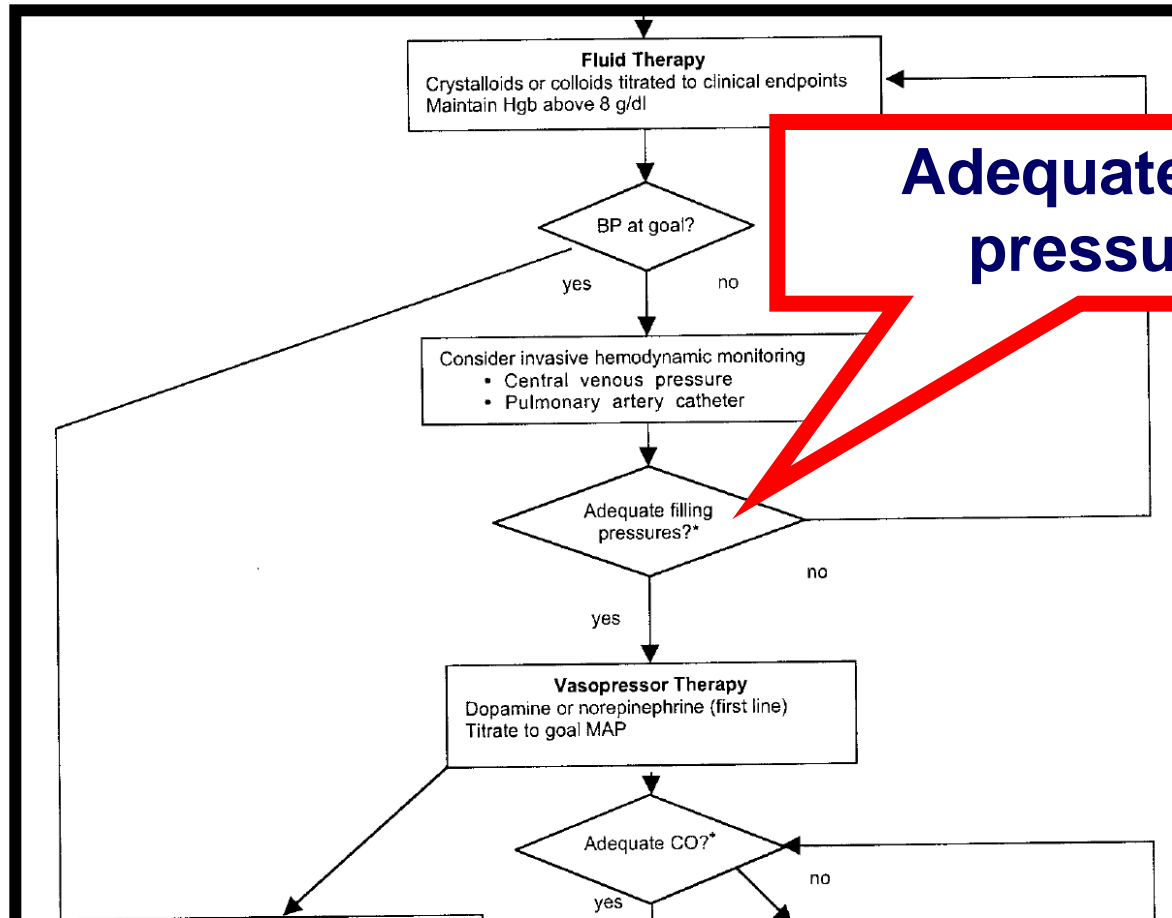 Fluid Therapy
Crystalloids or colloids titrated to clinical endpoints
Maintain Hgb above 8 g/dl
Adequate
pressu
BP at goal?
yes
no
Consider invasive hemodynamic monitoring
• Central venous pressure
• Pulmonary artery catheter
Adequate filling
pressures?*
no
yes
Vasopressor Therapy
Dopamine or norepinephrine (first line)
Titrate to goal MAP
Adequate CO?+
no
yes